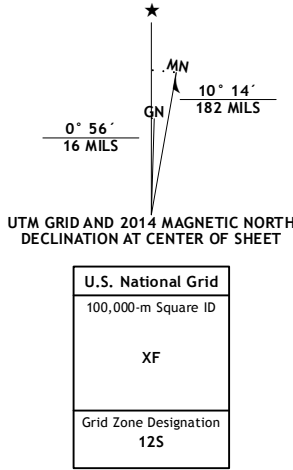 ★
MN
GN
10° 14´
182 MILS
0° 56´
16 MILS
UTM GRID AND 2014 MAGNETIC NORTH
DECLINATION AT CENTER OF SHEET
U.S. National Grid
100,000-m Square ID
XF
Grid Zone Designation
12S